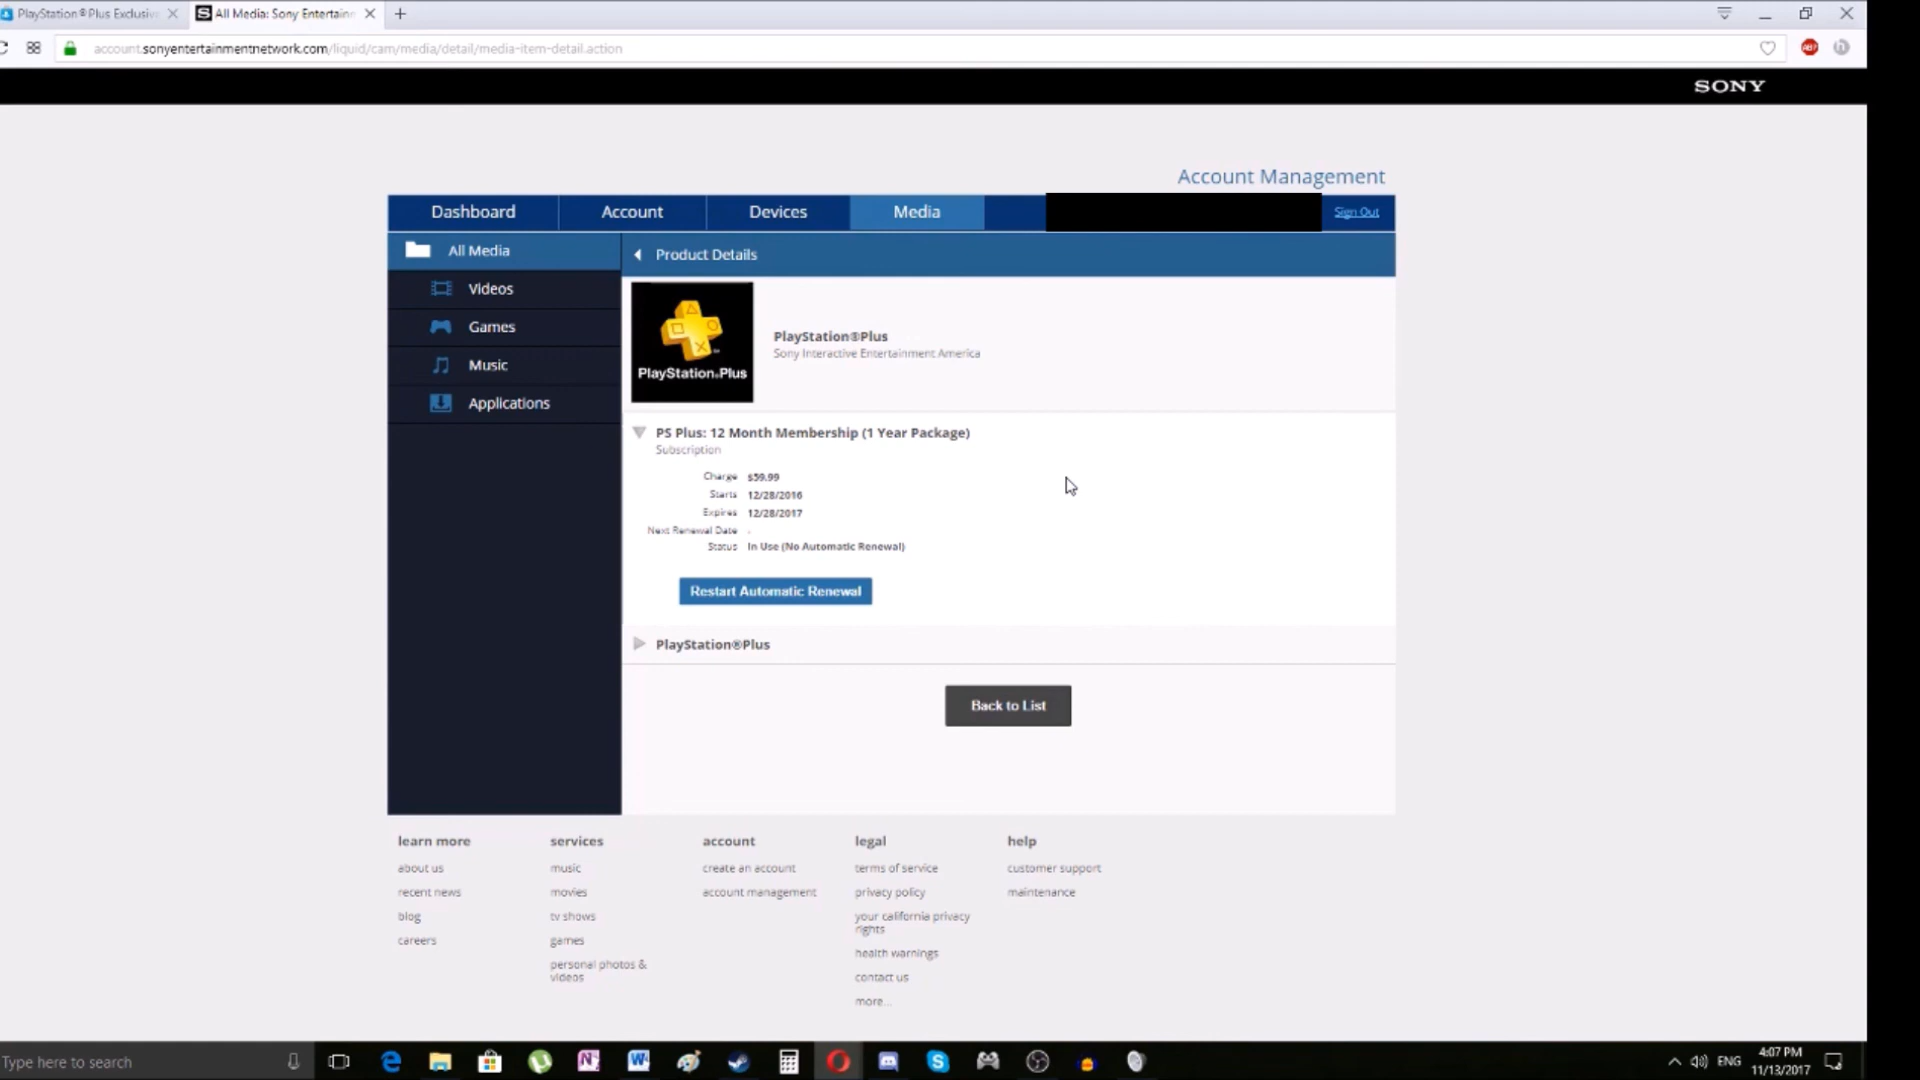 PlayStation®Plus Exclusiv
All Media: Sony Entertainm
account.sonyentertainmentnetwork.com/liquid/cam/media/detail/media-item-detail.action
ABP
SONY
Account Management
Dashboard
Account
Devices
Media
Sign Out
All Media
Videos
Games
Music
Applications
Product Details
PlayStation®Plus
PlayStation®Plus
Sony Interactive Entertainment America
PS Plus: 12 Month Membership (1 Year Package)
Subscription
Charge $59.99
Starts 12/28/2016
Expires 12/28/2017
Next Renewal Date -
Status In Use (No Automatic Renewal)
Restart Automatic Renewal
PlayStation®Plus
Back to List
learn more
about us
recent news
blog
careers
services
music
movies
tv shows
games
personal photos &
videos
account
create an account
account management
legal
terms of service
privacy policy
your california privacy
rights
health warnings
contact us
more...
help
customer support
maintenance
Type here to search
ENG
4:07 PM
11/13/2017